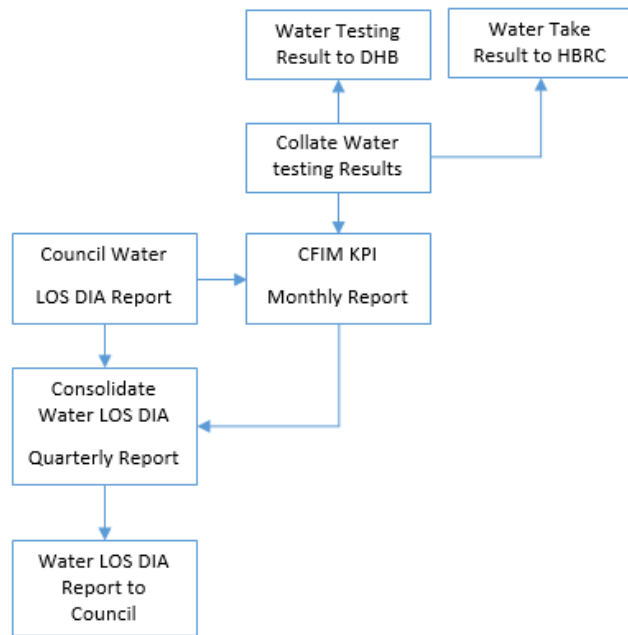 Water Testing
Result to DHB
Water Take
Result to HBRC
Collate Water
testing Results
Council Water
LOS DIA Report
CFIM KPI
Monthly Report
Consolidate
Water LOS DIA
Quarterly Report
Water LOS DIA
Report to
Council